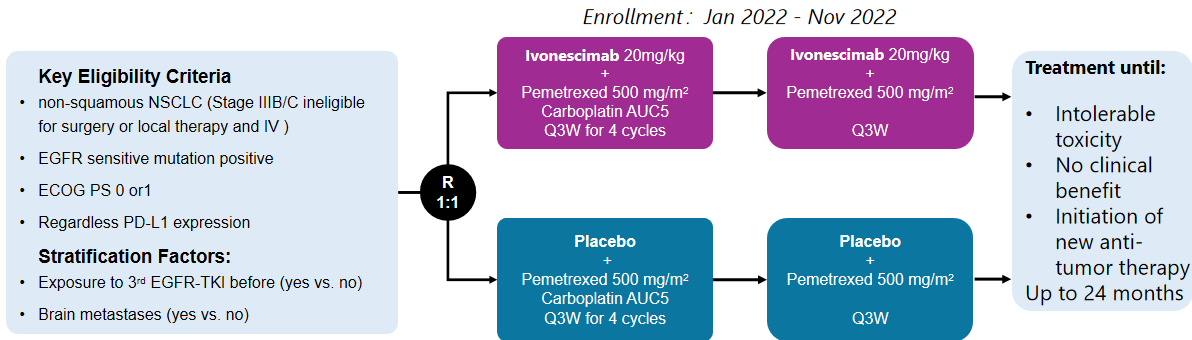 Enrollment： Jan 2022 - Nov 2022
Key Eligibility Criteria
• non-squamous NSCLC (Stage IIIB/C ineligible
for surgery or local therapy and IV )
• EGFR sensitive mutation positive
• ECOG PS 0 or1
• Regardless PD-L1 expression
Stratification Factors:
• Exposure to 3ʳᵈ EGFR-TKI before (yes vs. no)
• Brain metastases (yes vs. no)
R
1:1
Ivonescimab 20mg/kg
+
Pemetrexed 500 mg/m²
Carboplatin AUC5
Q3W for 4 cycles
Ivonescimab 20mg/kg
+
Pemetrexed 500 mg/m²
Q3W
Placebo
+
Pemetrexed 500 mg/m²
Carboplatin AUC5
Q3W for 4 cycles
Placebo
+
Pemetrexed 500 mg/m²
Q3W
Treatment until:
• Intolerable
toxicity
• No clinical
benefit
• Initiation of
new anti-
tumor therapy
Up to 24 months